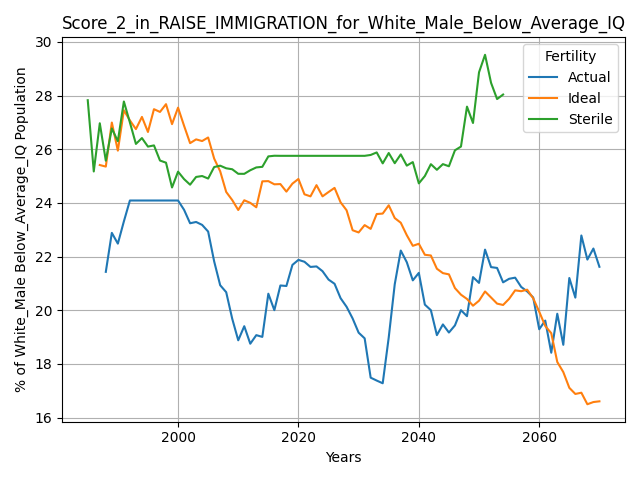 Score_2_in_RAISE_IMMIGRATION_for_White_Male_Below_Average_IQ
% of White_Male Below_Average_IQ Population
30
28
26
24
22
20
18
16
Fertility
Actual
Ideal
Sterile
2000
2020
2040
2060
Years